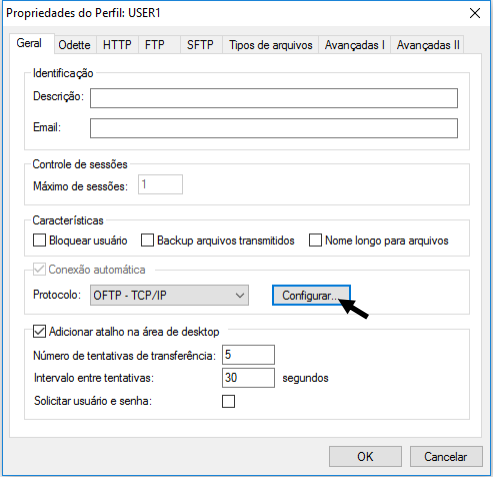 Propriedades do Perfil: USER1
Geral Odette HTTP FTP SFTP Tipos de arquivos Avançadas I Avançadas II
Identificação
Descrição:
Email:
Controle de sessões
Máximo de sessões: 1
Características
Bloquear usuário Backup arquivos transmitidos Nome longo para arquivos
Conexão automática
Protocolo: OFTP - TCP/IP Configurar...
Adicionar atalho na área de desktop
Número de tentativas de transferência: 5
Intervalo entre tentativas: 30 segundos
Solicitar usuário e senha:
OK Cancelar